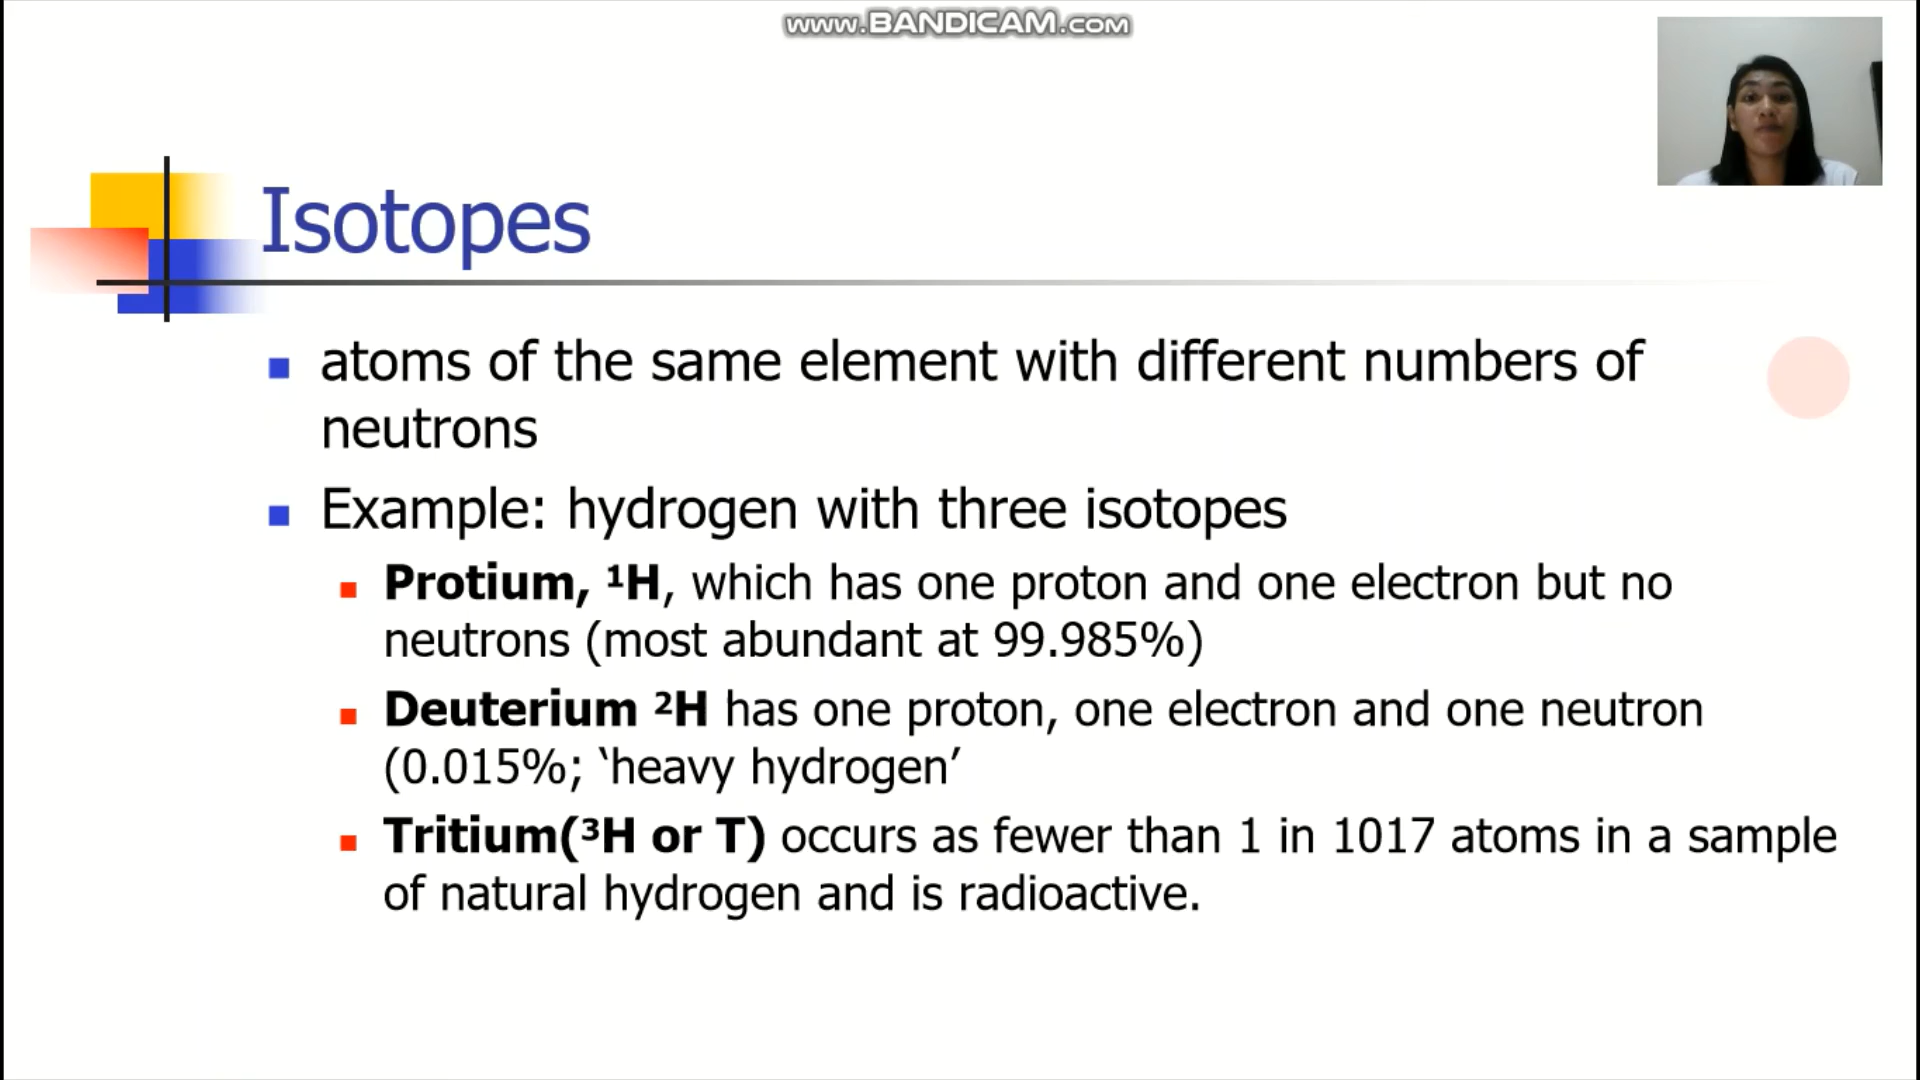 www.BANDICAM.com
Isotopes
atoms of the same element with different numbers of
neutrons
Example: hydrogen with three isotopes
Protium, ¹H, which has one proton and one electron but no
neutrons (most abundant at 99.985%)
Deuterium ²H has one proton, one electron and one neutron
(0.015%; ‘heavy hydrogen’
Tritium(³H or T) occurs as fewer than 1 in 1017 atoms in a sample
of natural hydrogen and is radioactive.